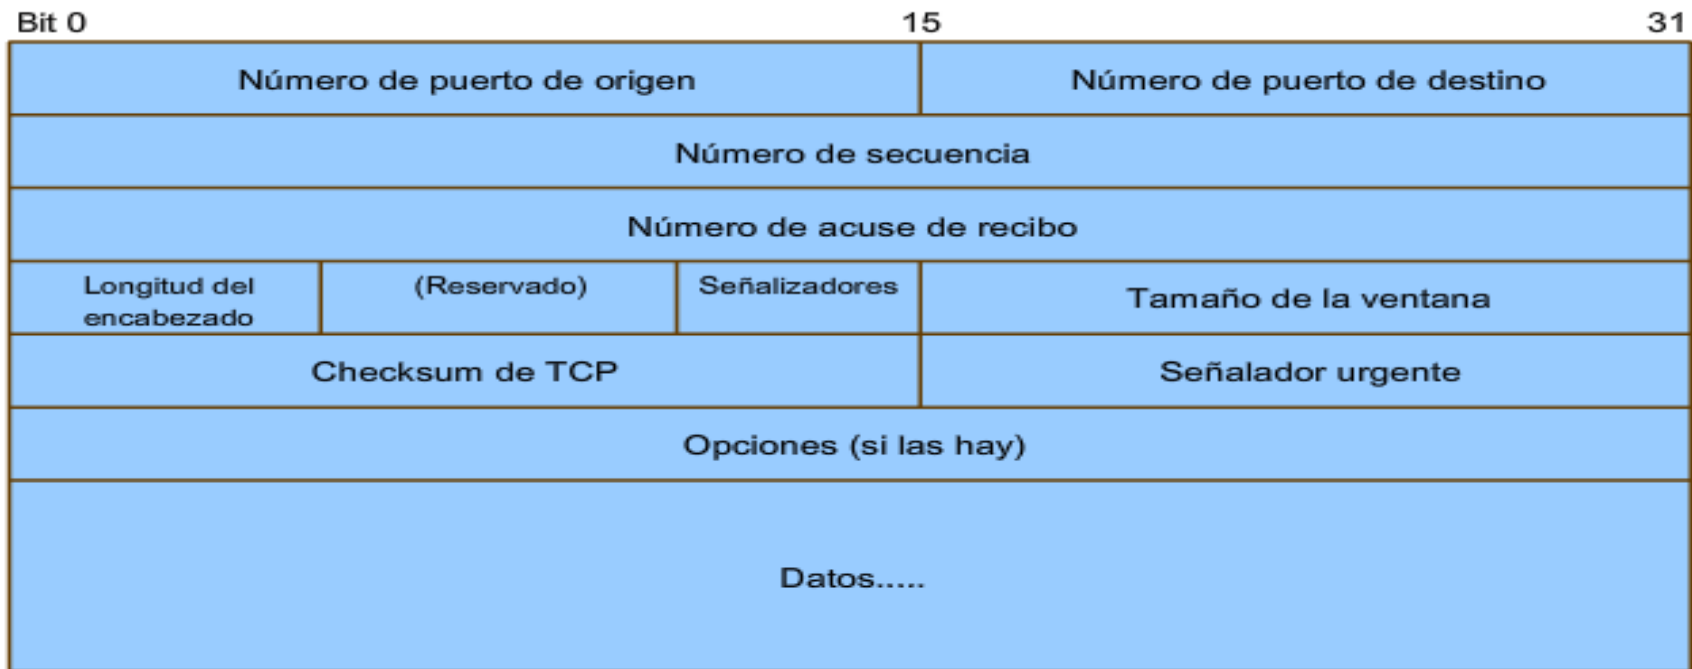 Bit 0 15 31
Número de puerto de origen Número de puerto de destino
Número de secuencia
Número de acuse de recibo
Longitud del
encabezado
(Reservado)
Señalizadores
Tamaño de la ventana
Checksum de TCP Señalador urgente
Opciones (si las hay)
Datos.....